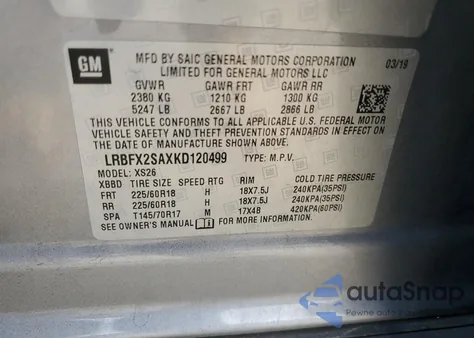 GM
MFD BY SAIC GENERAL MOTORS CORPORATION 03/19
LIMITED FOR GENERAL MOTORS LLC
GVWR GAWR FRT GAWR RR
2380 KG 1210 KG 1300 KG
5247 LB 2667 LB 2866 LB
THIS VEHICLE CONFORMS TO ALL APPLICABLE U.S. FEDERAL MOTOR
VEHICLE SAFETY AND THEFT PREVENTION STANDARDS IN EFFECT ON
THE DATE OF MANUFACTURE SHOWN ABOVE.
LRBFX2SAXKD120499 TYPE: M.P.V.
MODEL: XS26
XBBD TIRE SIZE SPEED RTG RIM COLD TIRE PRESSURE
FRT 225/60R18 H 18X7.5J 240KPA(35PSI)
RR 225/60R18 H 18X7.5J 240KPA(35PSI)
SPA T145/70R17 M 17X4B 420KPA(60PSI)
SEE OWNER'S MANUAL FOR MORE INFORMATION.
autoSnap